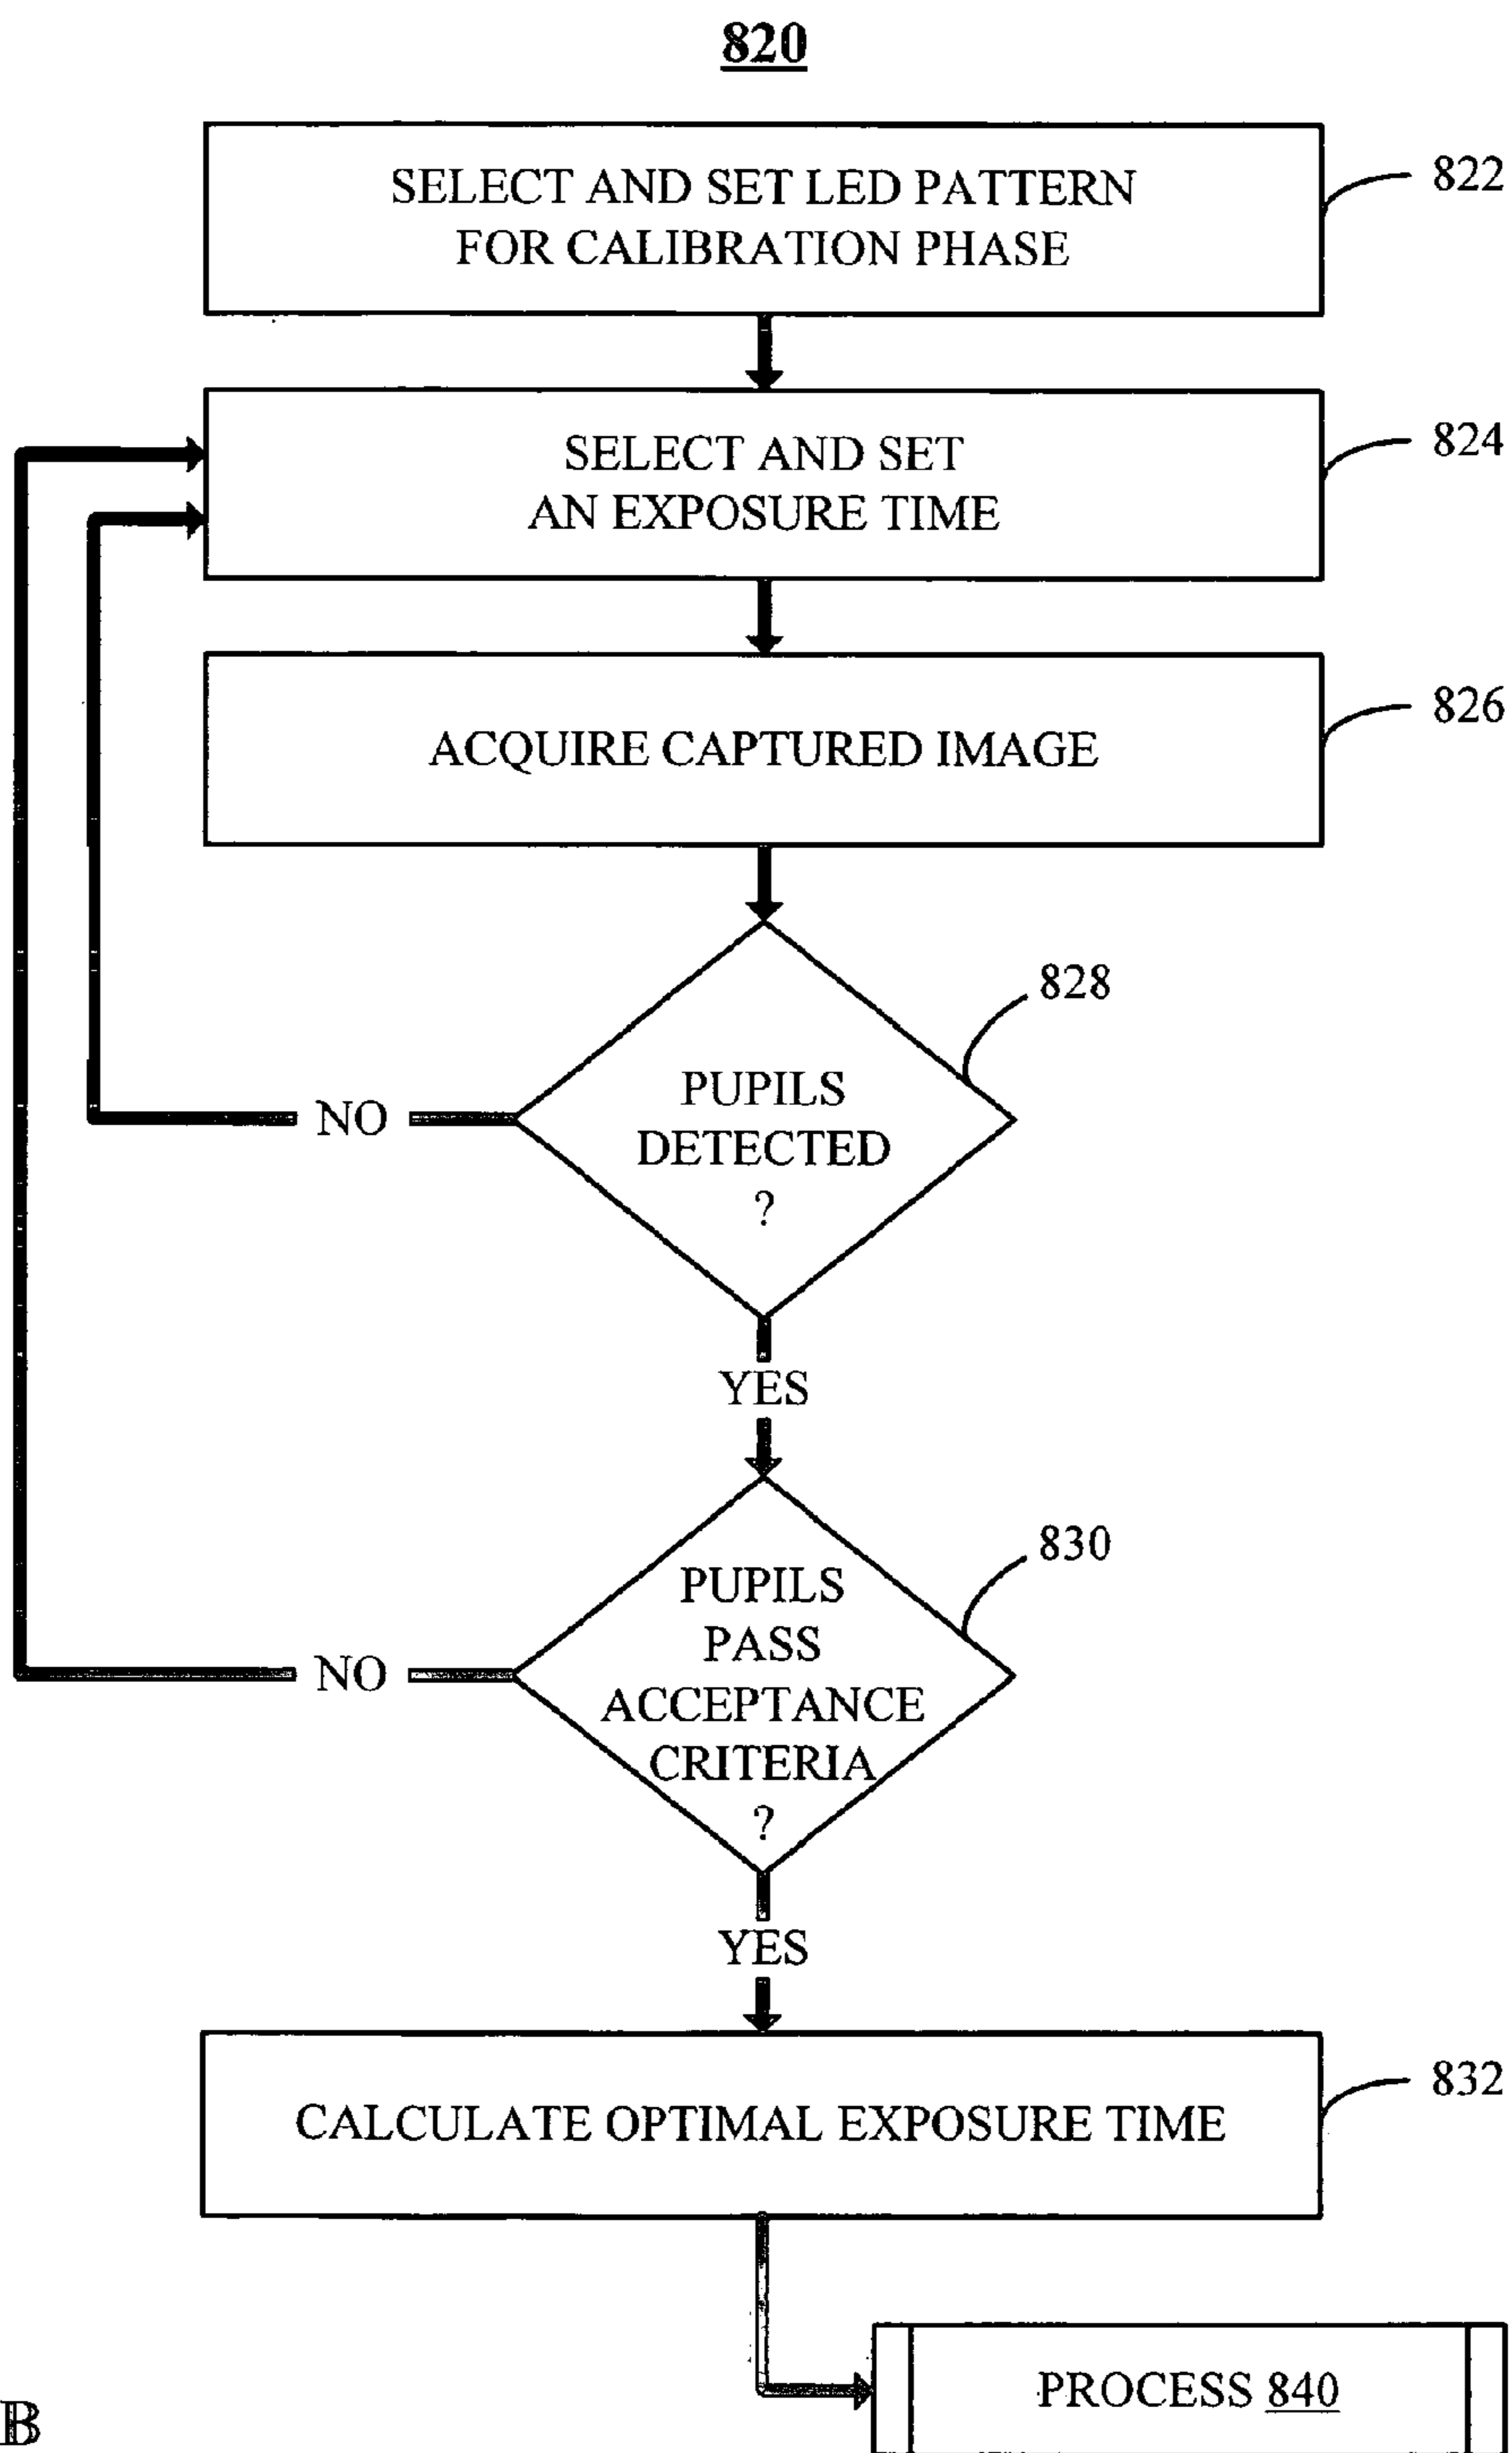 820
SELECT AND SET LED PATTERN
FOR CALIBRATION PHASE
822
SELECT AND SET
AN EXPOSURE TIME
824
ACQUIRE CAPTURED IMAGE
826
828
PUPILS
DETECTED
?
NO
YES
830
PUPILS
PASS
ACCEPTANCE
CRITERIA
?
NO
YES
CALCULATE OPTIMAL EXPOSURE TIME
832
PROCESS 840
B